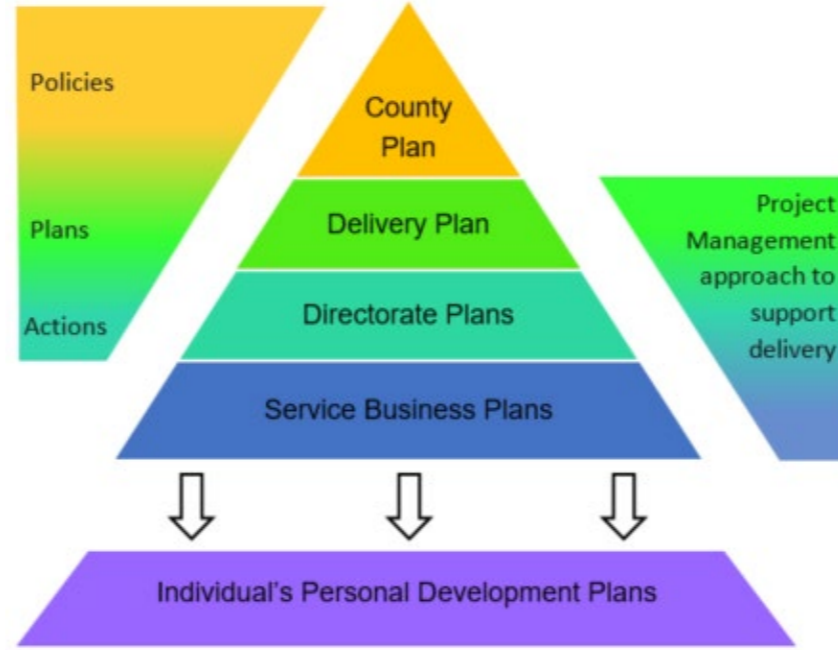 Policies
Plans
Actions
County
Plan
Delivery Plan
Directorate Plans
Service Business Plans
Project
Management
approach to
support
delivery
Individual's Personal Development Plans